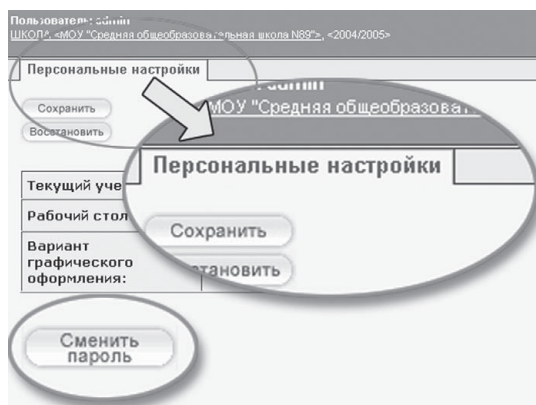 Пользователь: admin
ШКОЛА <МОУ "Средняя общеобразовательная школа N89">, <2004/2005>
Персональные настройки
Сохранить
Восстановить
admin
МОУ "Средняя общеобразоват
Персональные настройки
Сохранить
становить
Текущий уче
Рабочий стол
Вариант
графического
оформления:
Сменить
пароль